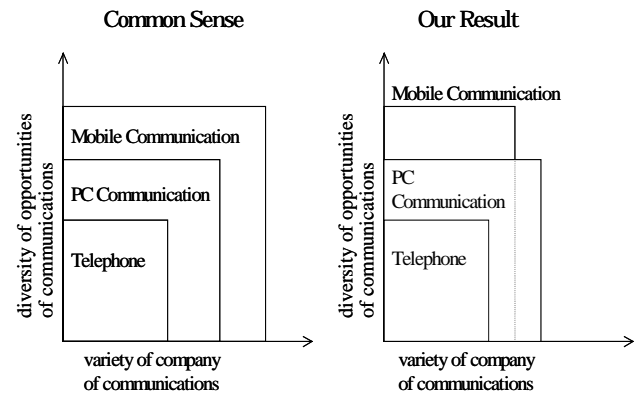 Common Sense
diversity of opportunities
of communications
Mobile Communication
PC Communication
Telephone
variety of company
of communications
Our Result
diversity of opportunities
of communications
Mobile Communication
PC
Communication
Telephone
variety of company
of communications